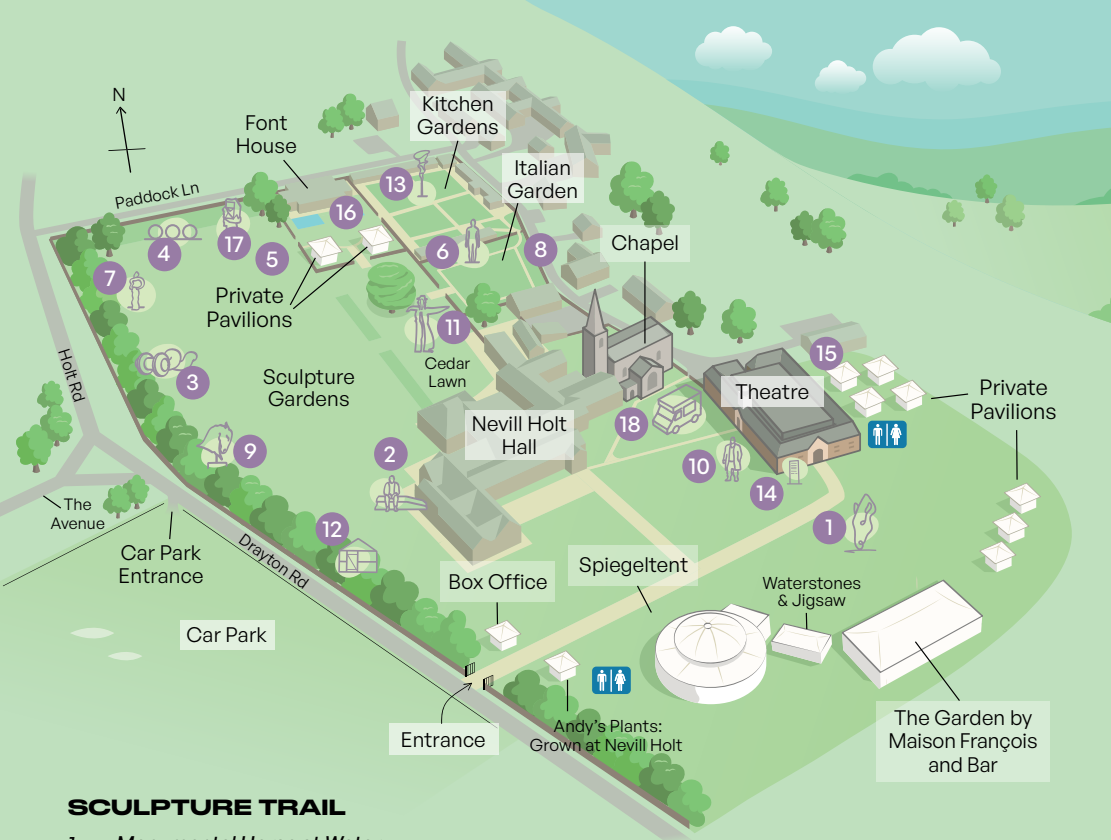 N
Kitchen
Gardens
Font
House
Italian
Garden
Paddock Ln
13
16
17
4
5
6
8
7
Chapel
Private
Pavilions
11
Cedar
Lawn
15
3
Sculpture
Gardens
Holt Rd
Theatre
Private
Pavilions
Nevill Holt
Hall
18
9
2
10
14
The
Avenue
12
1
Car Park
Entrance
Drayton Rd
Spiegeltent
Box Office
Waterstones
& Jigsaw
Car Park
Entrance
Andy's Plants:
Grown at Nevill Holt
The Garden by
Maison François
and Bar
SCULPTURE TRAIL